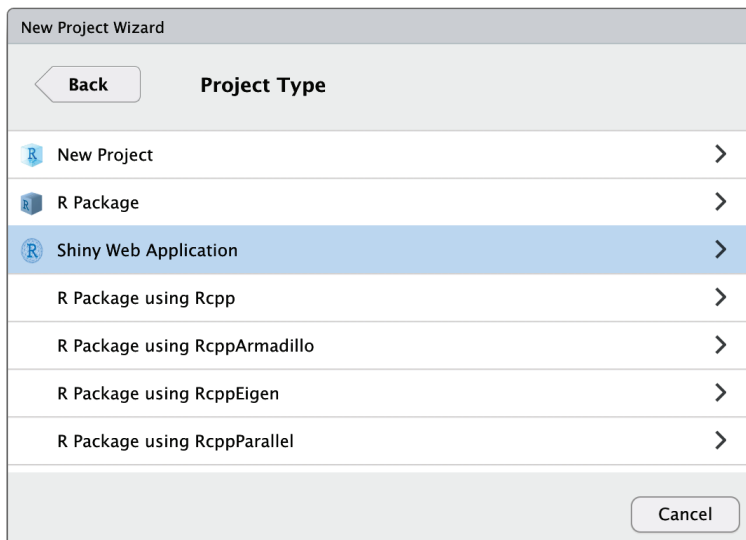 New Project Wizard
Back
Project Type
R New Project
R R Package
R Shiny Web Application
R Package using Rcpp
R Package using RcppArmadillo
R Package using RcppEigen
R Package using RcppParallel
Cancel